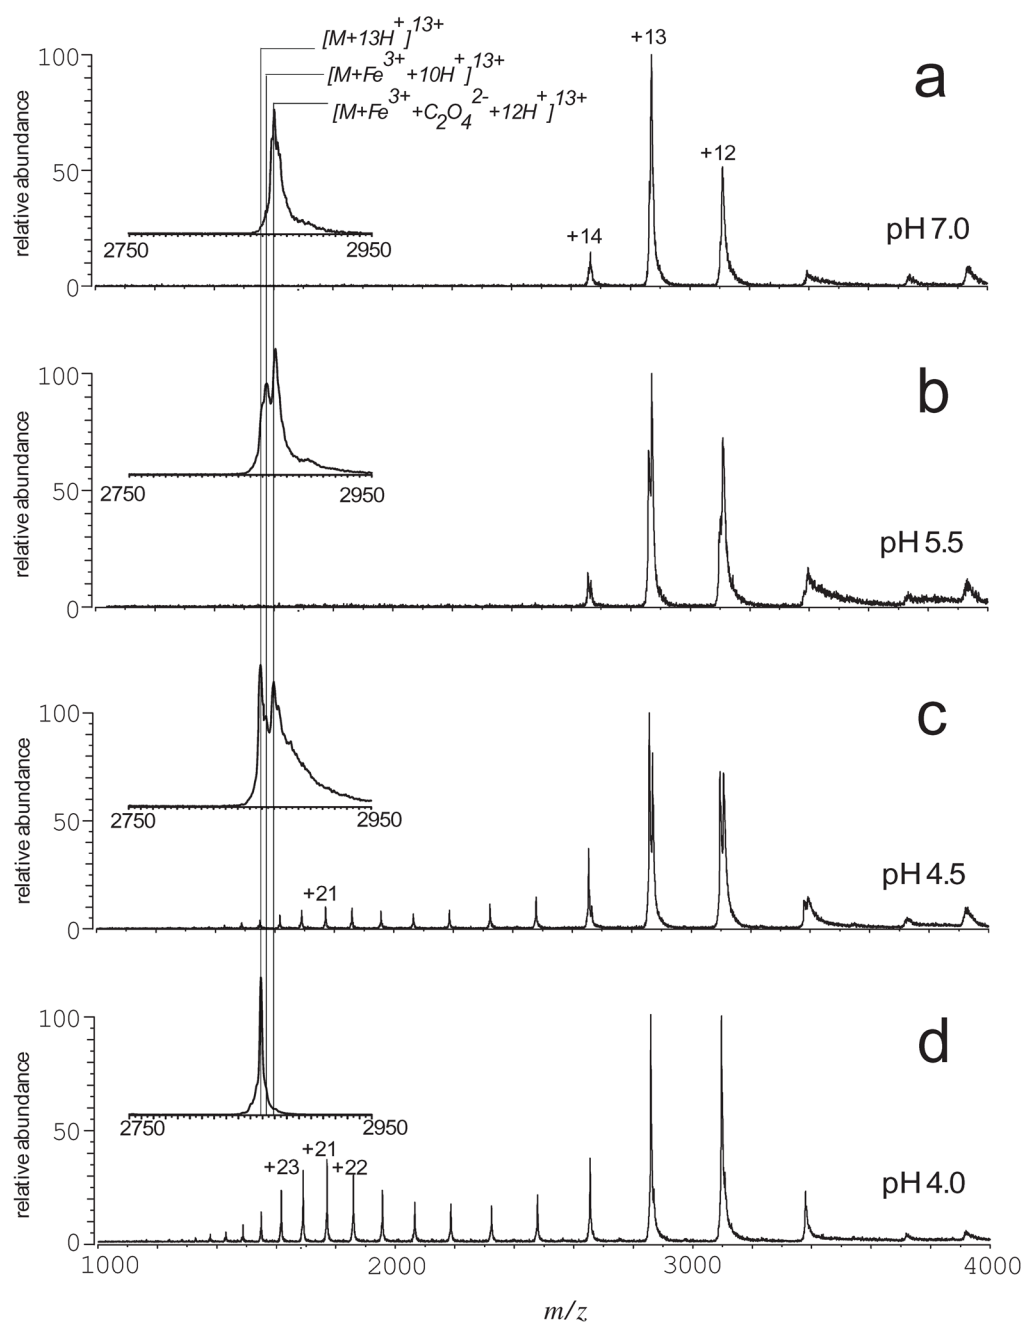 [M+13H+]13+
[M+Fe3++10H+]13+
[M+Fe3++C2O42-+12H+]13+
a
pH 7.0
relative abundance
100
50
0
+14
+13
+12
2750
2950
b
pH 5.5
relative abundance
100
50
0
2750
2950
c
pH 4.5
relative abundance
100
50
0
2750
2950
+21
d
pH 4.0
relative abundance
100
50
0
2750
2950
+23
+21
+22
1000
2000
3000
4000
m/z